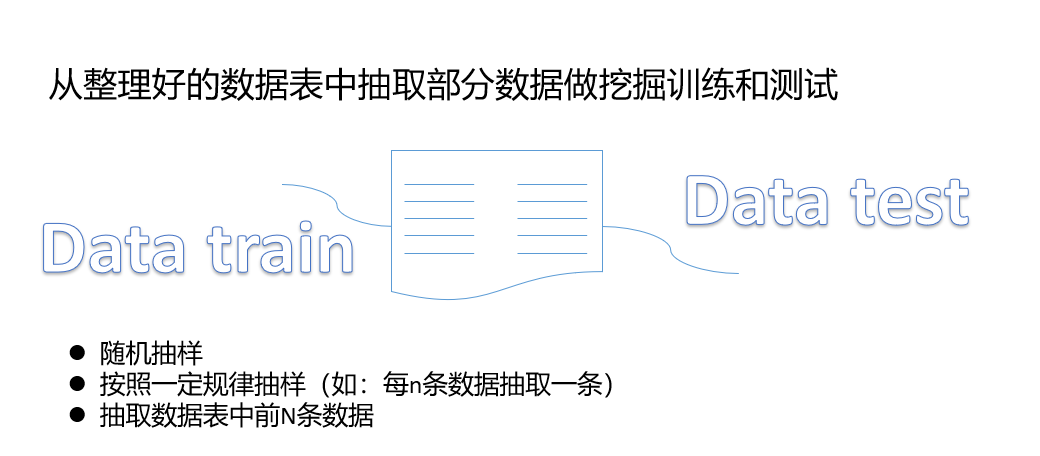 从整理好的数据表中抽取部分数据做挖掘训练和测试
Data train
Data test
随机抽样
按照一定规律抽样（如：每n条数据抽取一条）
抽取数据表中前N条数据